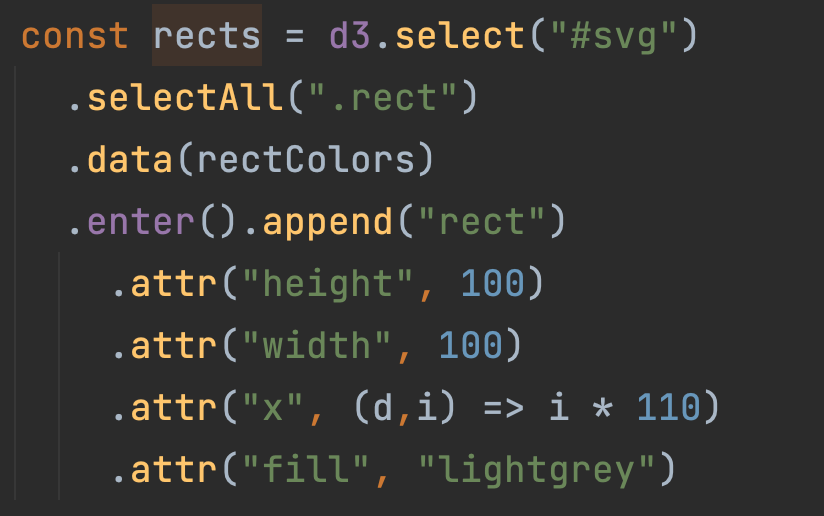 const rects = d3.select("#svg")
.selectAll(".rect")
.data(rectColors)
.enter().append("rect")
.attr("height", 100)
.attr("width", 100)
.attr("x", (d,i) => i * 110)
.attr("fill", "lightgrey")